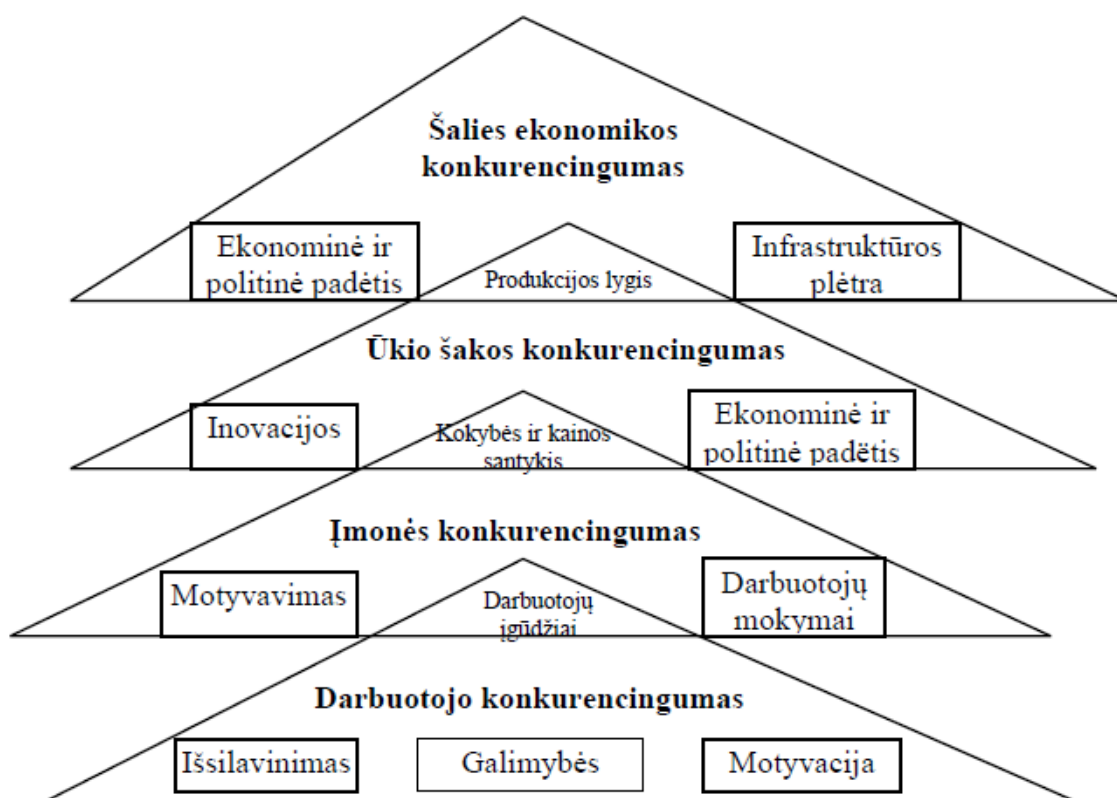 Šalies ekonomikos
konkurencingumas
Ekonominė ir
politinė padėtis
Produkcijos lygis
Infrastruktūros
plėtra
Ūkio šakos konkurencingumas
Inovacijos
Kokybės ir kainos
santykis
Ekonominė ir
politinė padëtis
Įmonės konkurencingumas
Motyvavimas
Darbuotojų
įgūdžiai
Darbuotojų
mokymai
Darbuotojo konkurencingumas
Išsilavinimas
Galimybės
Motyvacija